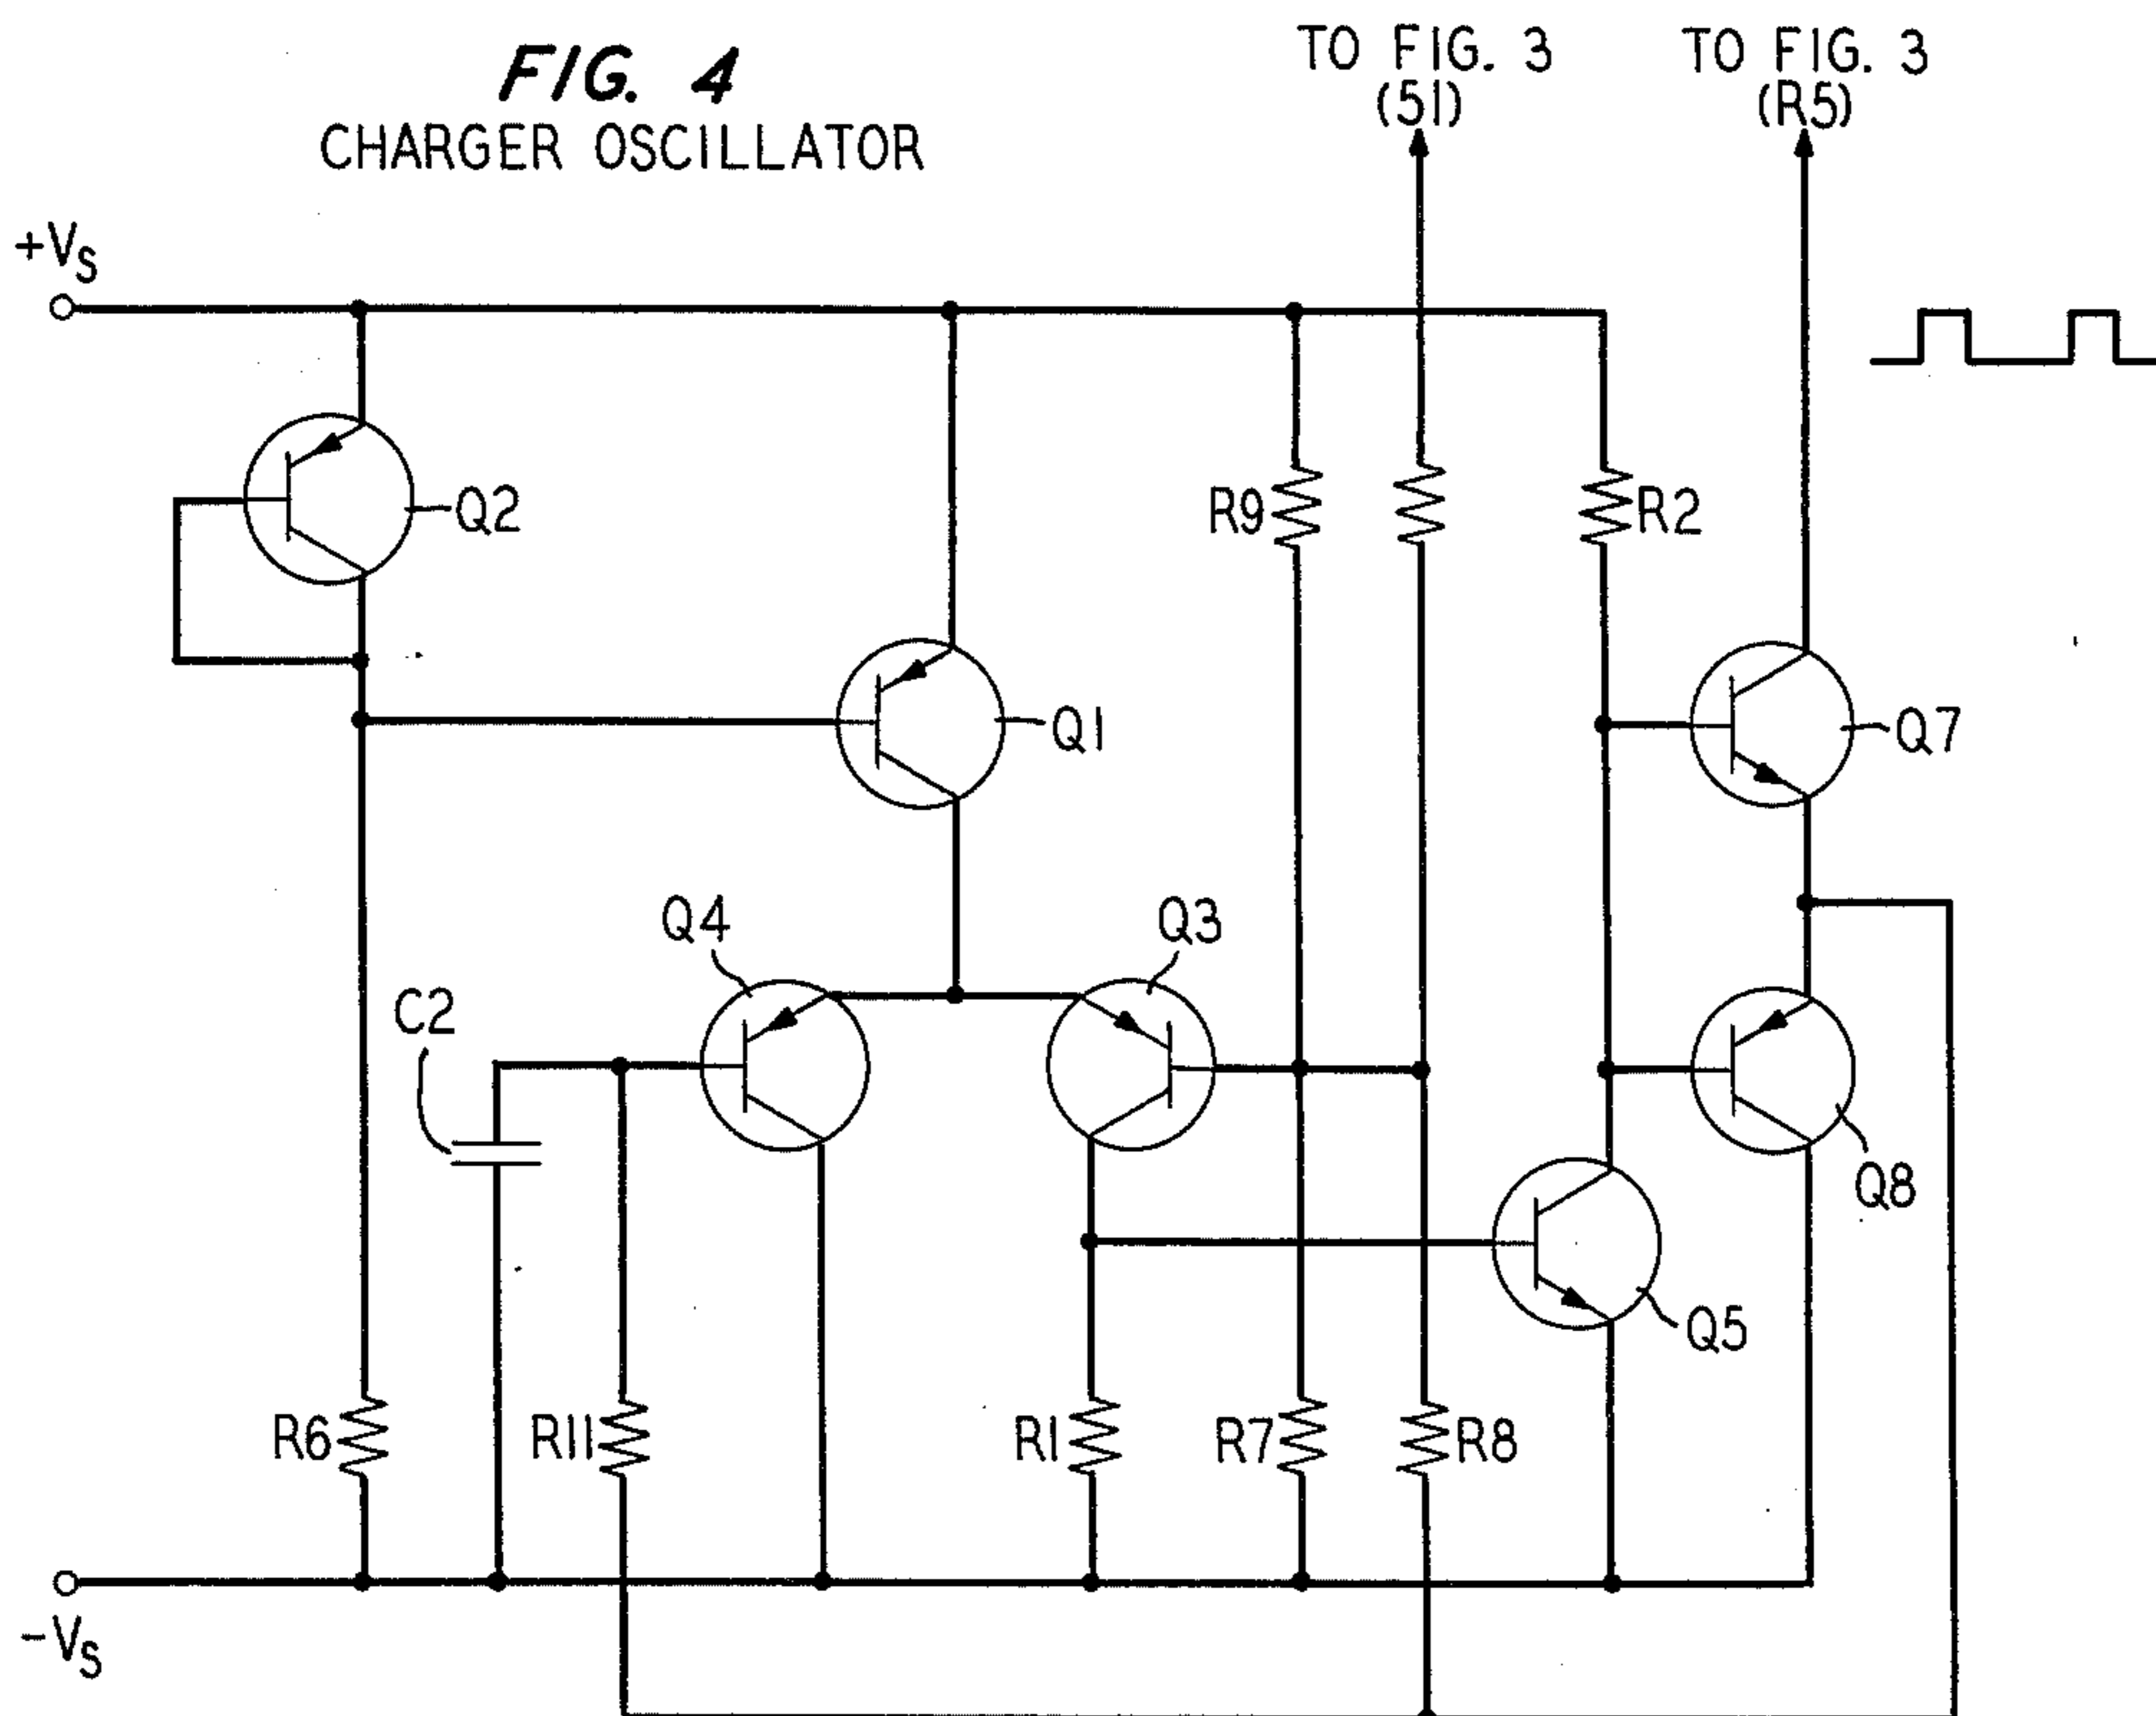 FIG. 4
CHARGER OSCILLATOR
TO FIG. 3
(51)
TO FIG. 3
(R5)
+VS
Q2
R9
R2
Q1
Q7
Q4
Q3
C2
Q8
Q5
R6
R11
R1
R7
R8
-VS